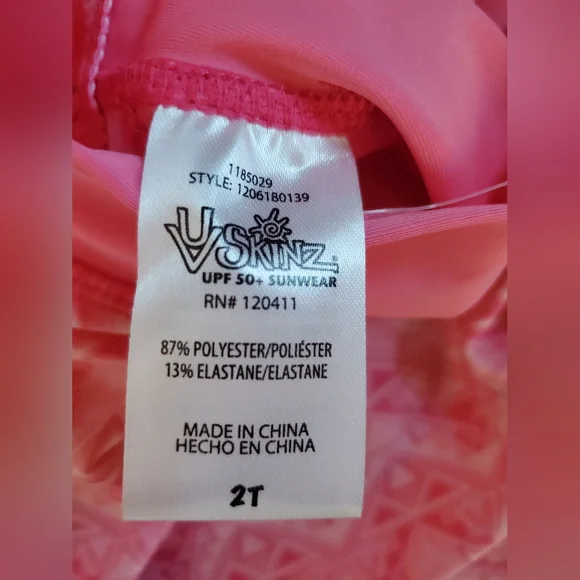 1185029
STYLE: 1206180139
UV SKINZ®
UPF 50+ SUNWEAR
RN# 120411
87% POLYESTER/POLIÉSTER
13% ELASTANE/ELASTANE
MADE IN CHINA
HECHO EN CHINA
2T